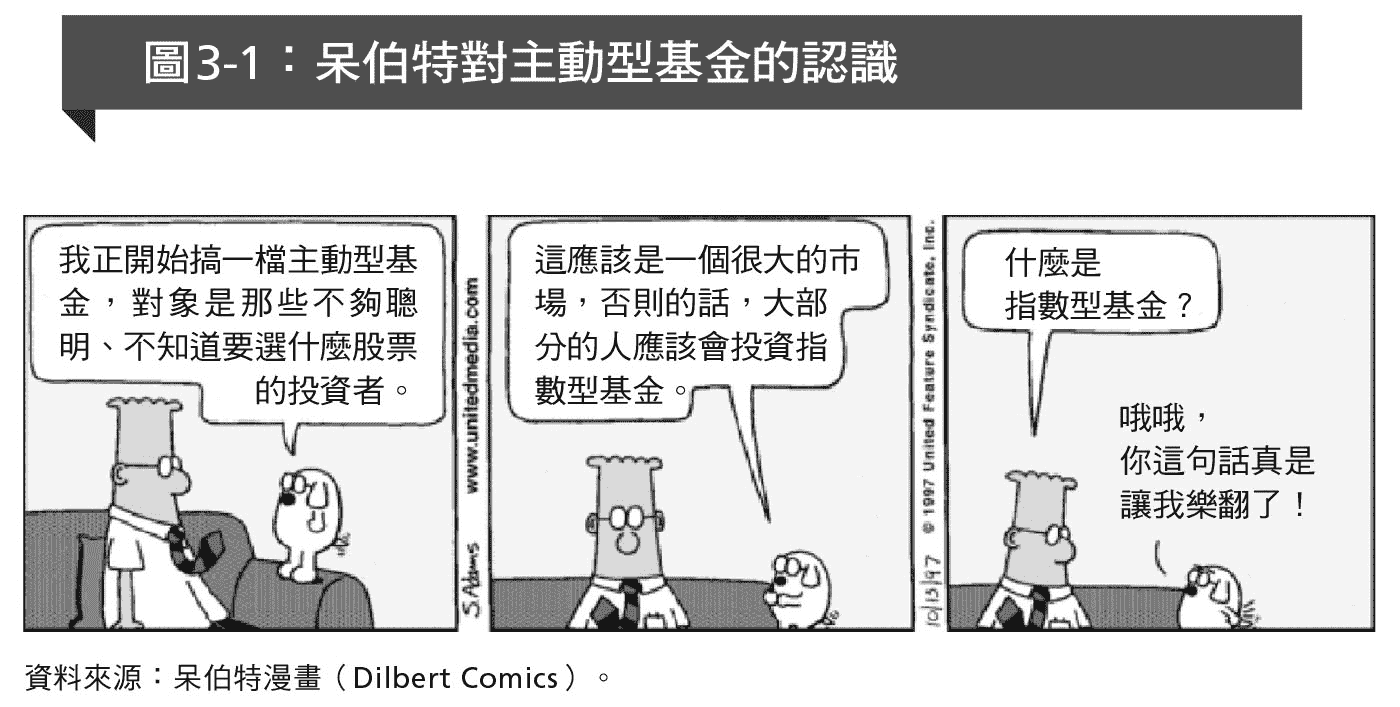 圖3-1：呆伯特對主動型基金的認識
我正開始搞一檔主動型基
金，對象是那些不夠聰
明、不知道要選什麼股票
的投資者。
S.Adams www.unitedmedia.com
這應該是一個很大的市
場，否則的話，大部
分的人應該會投資指
數型基金。
10/13/97 © 1997 United Feature Syndicate, Inc.
什麼是
指數型基金？
哦哦，
你這句話真是
讓我樂翻了！
資料來源：呆伯特漫畫（Dilbert Comics）。